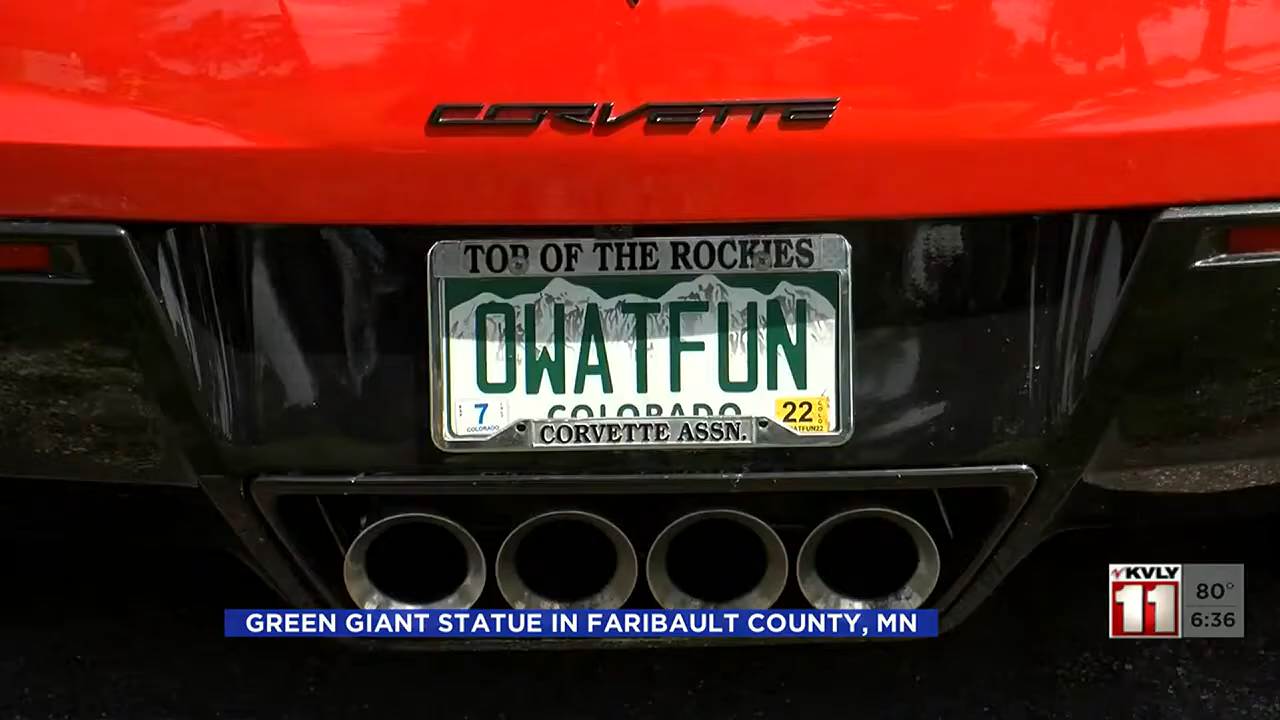 CORVETTE
TOP OF THE ROCKIES
OWATFUN
COLORADO
7
COLORADO
22
CORVETTE ASSN.
GREEN GIANT STATUE IN FARIBAULT COUNTY, MN
KVLY
11
80°
6:36